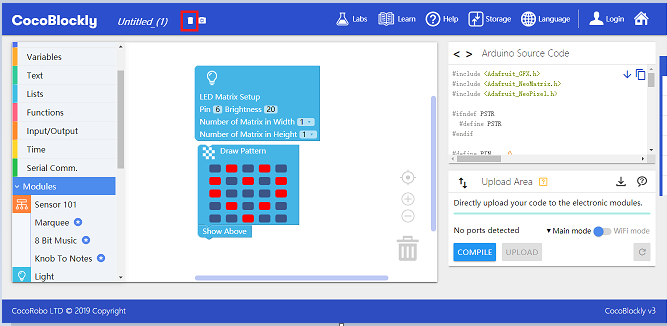 CocoBlockly
Untitled_(1)
Labs
Learn
Help
Storage
Language
Login
Home
Variables
Text
Lists
Functions
Input/Output
Time
Serial Comm.
Modules
Sensor 101
Marquee
8 Bit Music
Knob To Notes
Light
LED Matrix Setup
Pin 6 Brightness 20
Number of Matrix in Width 1
Number of Matrix in Height 1
Draw Pattern
Show Above
< > Arduino Source Code
#include <Adafruit_GFX.h>
#include <Adafruit_NeoMatrix.h>
#include <Adafruit_NeoPixel.h>
#ifndef PSTR
#define PSTR
#endif
Upload Area
Directly upload your code to the electronic modules.
No ports detected
Main mode
WiFi mode
COMPILE
UPLOAD
CocoRobo LTD © 2019 Copyright
CocoBlockly v3